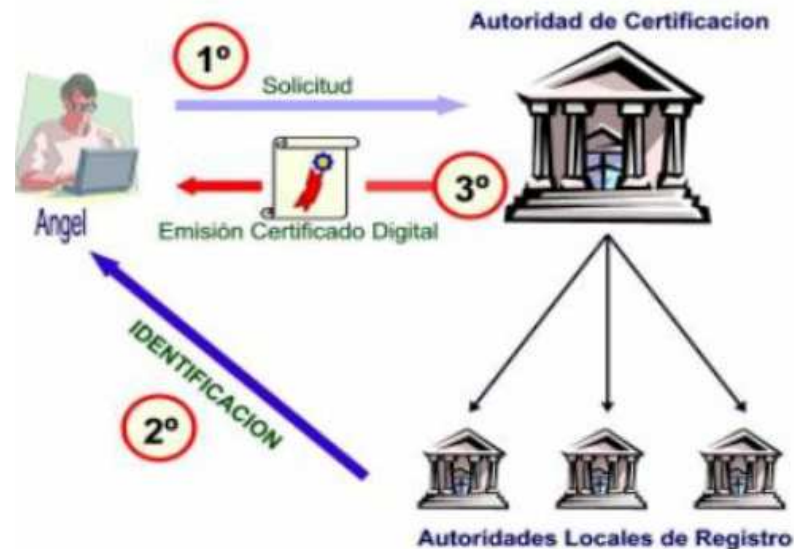 Autoridad de Certificacion
1º
Solicitud
3º
Angel
Emisión Certificado Digital
IDENTIFICACION
2º
Autoridades Locales de Registro